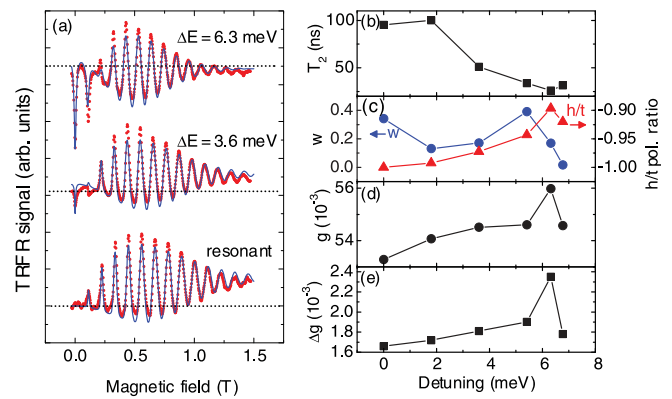 (a)
ΔE = 6.3 meV
ΔE = 3.6 meV
resonant
TRFR signal (arb. units)
0.0 0.5 1.0 1.5
Magnetic field (T)
(b)
100
75
50
25
T2 (ns)
(c)
0.4
0.2
0.0
w
w
h/t
-0.90
-0.95
-1.00
h/t pol. ratio
(d)
56
54
g (10-3)
(e)
2.4
2.2
2.0
1.8
1.6
Δg (10-3)
0 2 4 6 8
Detuning (meV)